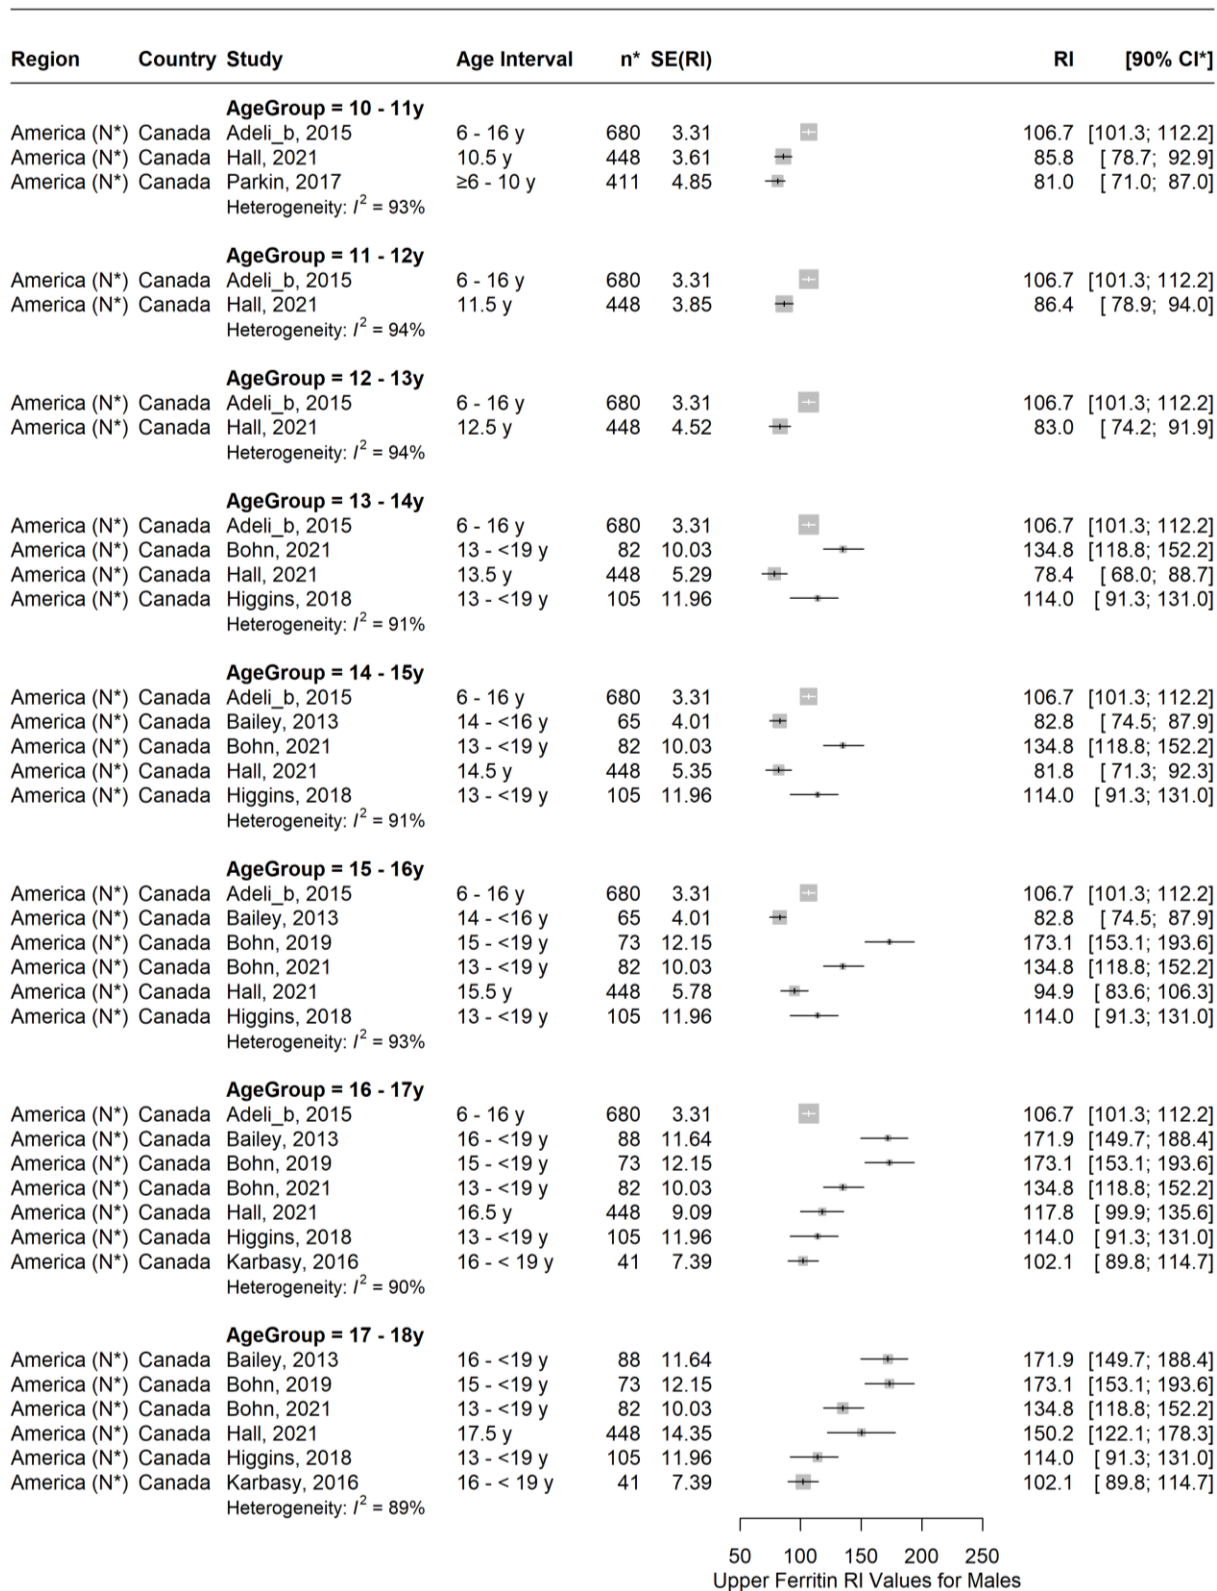 Region Country Study Age Interval n* SE(RI) RI [90% CI*]
AgeGroup = 10 - 11y
America (N*) Canada Adeli_b, 2015 6 - 16 y 680 3.31 106.7 [101.3; 112.2]
America (N*) Canada Hall, 2021 10.5 y 448 3.61 85.8 [ 78.7; 92.9]
America (N*) Canada Parkin, 2017 ≥6 - 10 y 411 4.85 81.0 [ 71.0; 87.0]
Heterogeneity: I² = 93%
AgeGroup = 11 - 12y
America (N*) Canada Adeli_b, 2015 6 - 16 y 680 3.31 106.7 [101.3; 112.2]
America (N*) Canada Hall, 2021 11.5 y 448 3.85 86.4 [ 78.9; 94.0]
Heterogeneity: I² = 94%
AgeGroup = 12 - 13y
America (N*) Canada Adeli_b, 2015 6 - 16 y 680 3.31 106.7 [101.3; 112.2]
America (N*) Canada Hall, 2021 12.5 y 448 4.52 83.0 [ 74.2; 91.9]
Heterogeneity: I² = 94%
AgeGroup = 13 - 14y
America (N*) Canada Adeli_b, 2015 6 - 16 y 680 3.31 106.7 [101.3; 112.2]
America (N*) Canada Bohn, 2021 13 - <19 y 82 10.03 134.8 [118.8; 152.2]
America (N*) Canada Hall, 2021 13.5 y 448 5.29 78.4 [ 68.0; 88.7]
America (N*) Canada Higgins, 2018 13 - <19 y 105 11.96 114.0 [ 91.3; 131.0]
Heterogeneity: I² = 91%
AgeGroup = 14 - 15y
America (N*) Canada Adeli_b, 2015 6 - 16 y 680 3.31 106.7 [101.3; 112.2]
America (N*) Canada Bailey, 2013 14 - <16 y 65 4.01 82.8 [ 74.5; 87.9]
America (N*) Canada Bohn, 2021 13 - <19 y 82 10.03 134.8 [118.8; 152.2]
America (N*) Canada Hall, 2021 14.5 y 448 5.35 81.8 [ 71.3; 92.3]
America (N*) Canada Higgins, 2018 13 - <19 y 105 11.96 114.0 [ 91.3; 131.0]
Heterogeneity: I² = 91%
AgeGroup = 15 - 16y
America (N*) Canada Adeli_b, 2015 6 - 16 y 680 3.31 106.7 [101.3; 112.2]
America (N*) Canada Bailey, 2013 14 - <16 y 65 4.01 82.8 [ 74.5; 87.9]
America (N*) Canada Bohn, 2019 15 - <19 y 73 12.15 173.1 [153.1; 193.6]
America (N*) Canada Bohn, 2021 13 - <19 y 82 10.03 134.8 [118.8; 152.2]
America (N*) Canada Hall, 2021 15.5 y 448 5.78 94.9 [ 83.6; 106.3]
America (N*) Canada Higgins, 2018 13 - <19 y 105 11.96 114.0 [ 91.3; 131.0]
Heterogeneity: I² = 93%
AgeGroup = 16 - 17y
America (N*) Canada Adeli_b, 2015 6 - 16 y 680 3.31 106.7 [101.3; 112.2]
America (N*) Canada Bailey, 2013 16 - <19 y 88 11.64 171.9 [149.7; 188.4]
America (N*) Canada Bohn, 2019 15 - <19 y 73 12.15 173.1 [153.1; 193.6]
America (N*) Canada Bohn, 2021 13 - <19 y 82 10.03 134.8 [118.8; 152.2]
America (N*) Canada Hall, 2021 16.5 y 448 9.09 117.8 [ 99.9; 135.6]
America (N*) Canada Higgins, 2018 13 - <19 y 105 11.96 114.0 [ 91.3; 131.0]
America (N*) Canada Karbasy, 2016 16 - < 19 y 41 7.39 102.1 [ 89.8; 114.7]
Heterogeneity: I² = 90%
AgeGroup = 17 - 18y
America (N*) Canada Bailey, 2013 16 - <19 y 88 11.64 171.9 [149.7; 188.4]
America (N*) Canada Bohn, 2019 15 - <19 y 73 12.15 173.1 [153.1; 193.6]
America (N*) Canada Bohn, 2021 13 - <19 y 82 10.03 134.8 [118.8; 152.2]
America (N*) Canada Hall, 2021 17.5 y 448 14.35 150.2 [122.1; 178.3]
America (N*) Canada Higgins, 2018 13 - <19 y 105 11.96 114.0 [ 91.3; 131.0]
America (N*) Canada Karbasy, 2016 16 - < 19 y 41 7.39 102.1 [ 89.8; 114.7]
Heterogeneity: I² = 89%
50 100 150 200 250
Upper Ferritin RI Values for Males